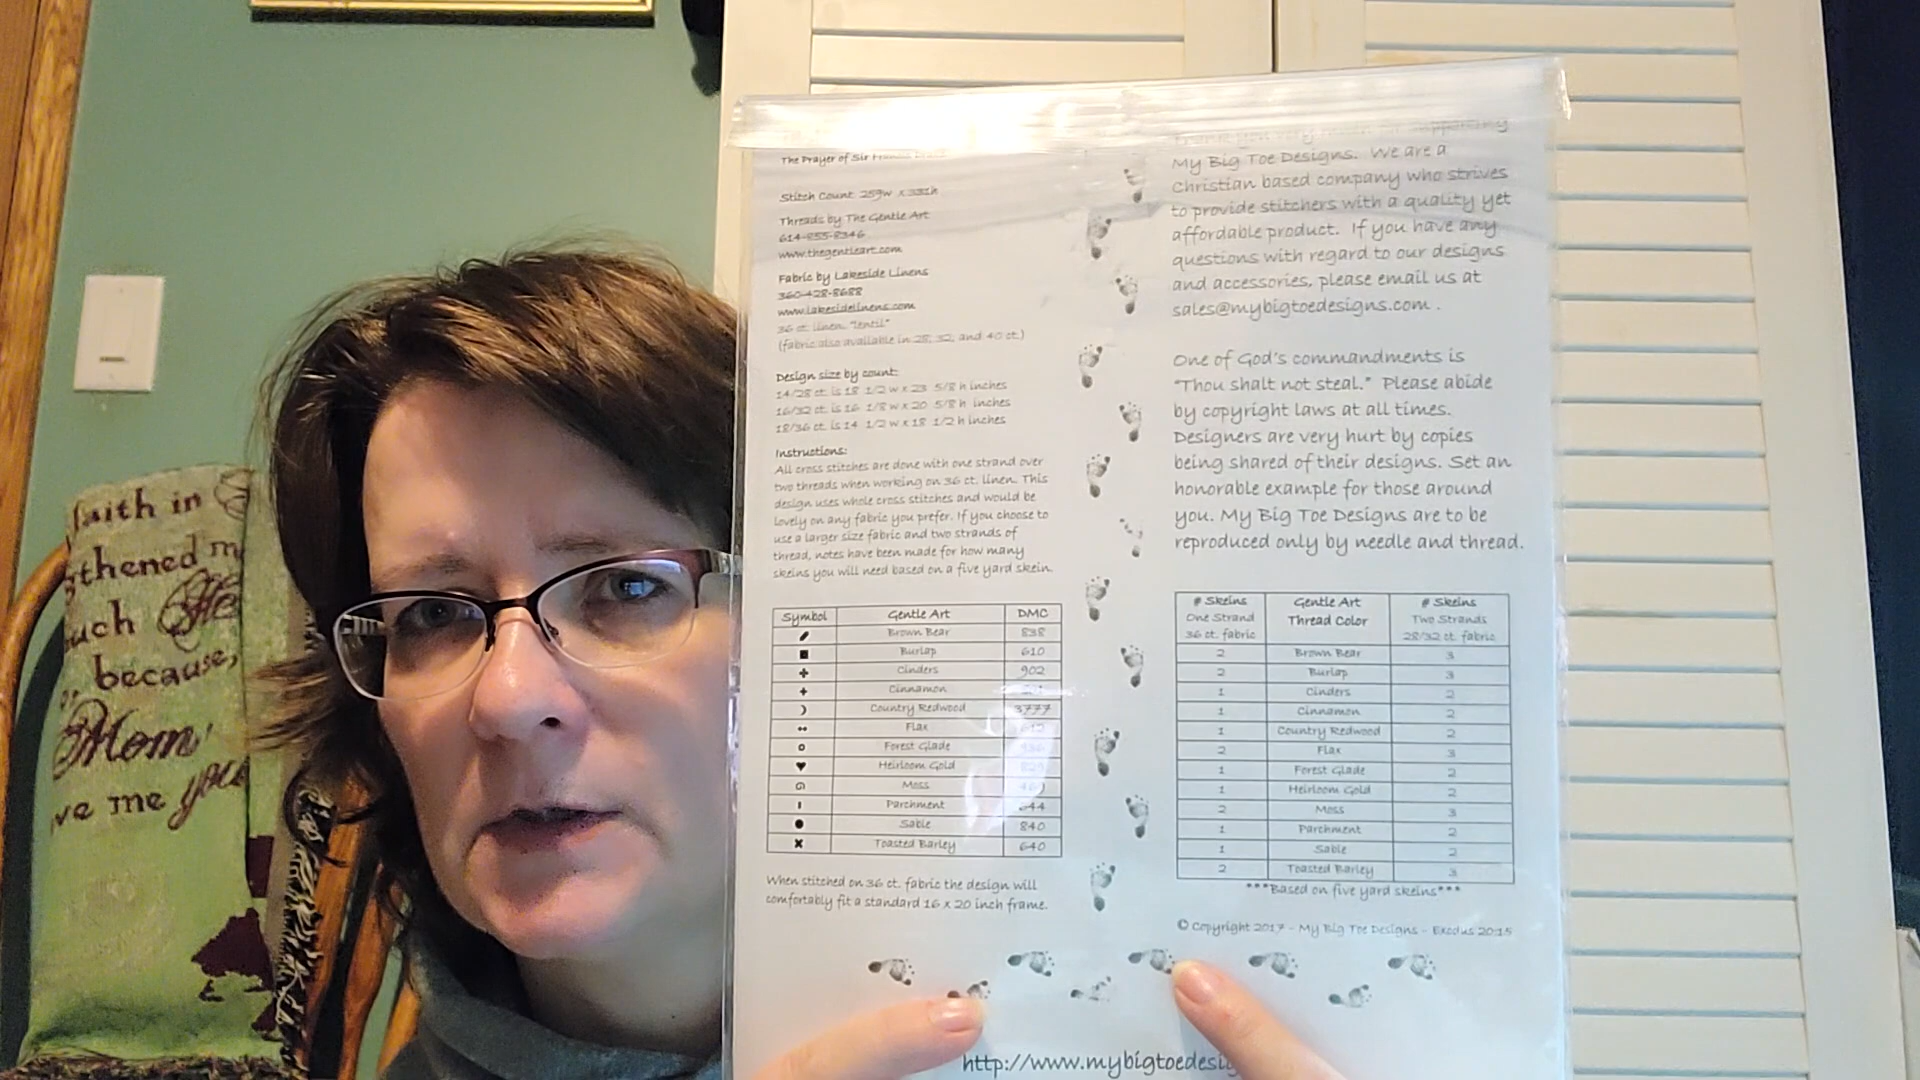 faith in
gthened me
such He
because,
Mom
ve me you
The Prayer of Sir Francis Drake
Stitch Count: 259w x 331h
Threads by The Gentle Art
614-855-8346
www.thegentleart.com
Fabric by Lakeside Linens
360-428-8688
www.lakesidelinens.com
36 ct. linen "lentil"
(fabric also available in 28, 32, and 40 ct.)
Design size by count:
14/28 ct. is 18 1/2 w x 23 5/8 h inches
16/32 ct. is 16 1/8 w x 20 5/8 h inches
18/36 ct. is 14 1/2 w x 18 1/2 h inches
Instructions:
All cross stitches are done with one strand over
two threads when working on 36 ct. linen. This
design uses whole cross stitches and would be
lovely on any fabric you prefer. If you choose to
use a larger size fabric and two strands of
thread, notes have been made for how many
skeins you will need based on a five yard skein.
Symbol Gentle Art DMC
Brown Bear 838
Burlap 610
Cinders 902
Cinnamon
Country Redwood 3777
Flax
Forest Glade
Heirloom Gold
Moss
Parchment 644
Sable 840
Toasted Barley 640
When stitched on 36 ct. fabric the design will
comfortably fit a standard 16 x 20 inch frame.
Thank you very supporting
My Big Toe Designs. We are a
Christian based company who strives
to provide stitchers with a quality yet
affordable product. If you have any
questions with regard to our designs
and accessories, please email us at
sales@mybigtoedesigns.com .
One of God's commandments is
"Thou shalt not steal." Please abide
by copyright laws at all times.
Designers are very hurt by copies
being shared of their designs. Set an
honorable example for those around
you. My Big Toe Designs are to be
reproduced only by needle and thread.
# Skeins Gentle Art # Skeins
One Strand Thread Color Two Strands
36 ct. fabric 28/32 ct. fabric
2 Brown Bear 3
2 Burlap 3
1 Cinders 2
1 Cinnamon 2
1 Country Redwood 2
2 Flax 3
1 Forest Glade 2
1 Heirloom Gold 2
2 Moss 3
1 Parchment 2
1 Sable 2
2 Toasted Barley 3
***Based on five yard skeins***
© Copyright 2017 - My Big Toe Designs - Exodus 20:15
http://www.mybigtoedesig